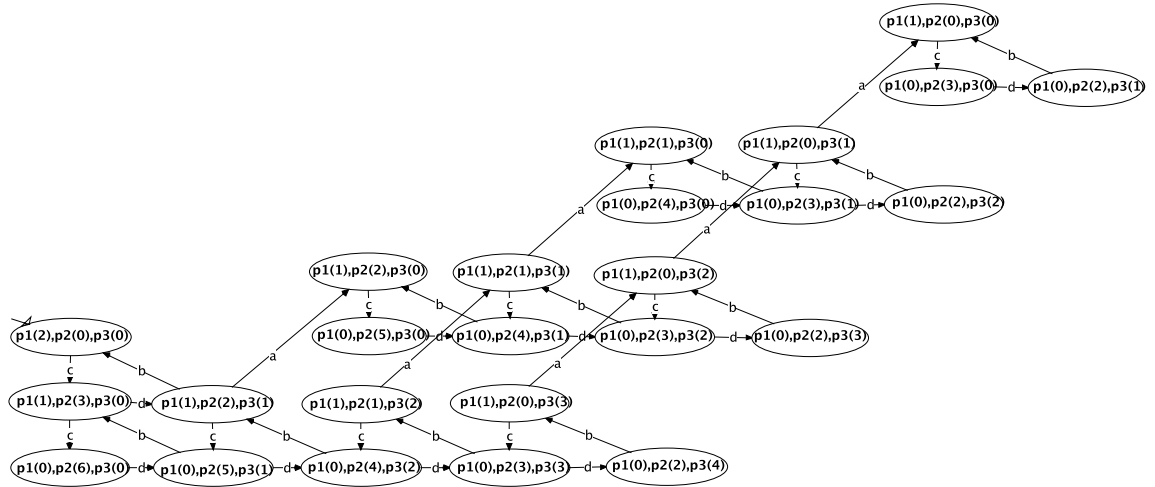 p1(1),p2(0),p3(0)
c
b
a
p1(0),p2(3),p3(0)
d
p1(0),p2(2),p3(1)
p1(1),p2(1),p3(0)
p1(1),p2(0),p3(1)
c
b
c
b
a
p1(0),p2(4),p3(0)
d
p1(0),p2(3),p3(1)
d
p1(0),p2(2),p3(2)
a
p1(1),p2(2),p3(0)
p1(1),p2(1),p3(1)
p1(1),p2(0),p3(2)
c
b
c
b
c
b
p1(2),p2(0),p3(0)
p1(0),p2(5),p3(0)
d
p1(0),p2(4),p3(1)
d
p1(0),p2(3),p3(2)
d
p1(0),p2(2),p3(3)
c
b
a
a
a
p1(1),p2(3),p3(0)
d
p1(1),p2(2),p3(1)
p1(1),p2(1),p3(2)
p1(1),p2(0),p3(3)
c
b
c
b
c
b
c
b
p1(0),p2(6),p3(0)
d
p1(0),p2(5),p3(1)
d
p1(0),p2(4),p3(2)
d
p1(0),p2(3),p3(3)
d
p1(0),p2(2),p3(4)